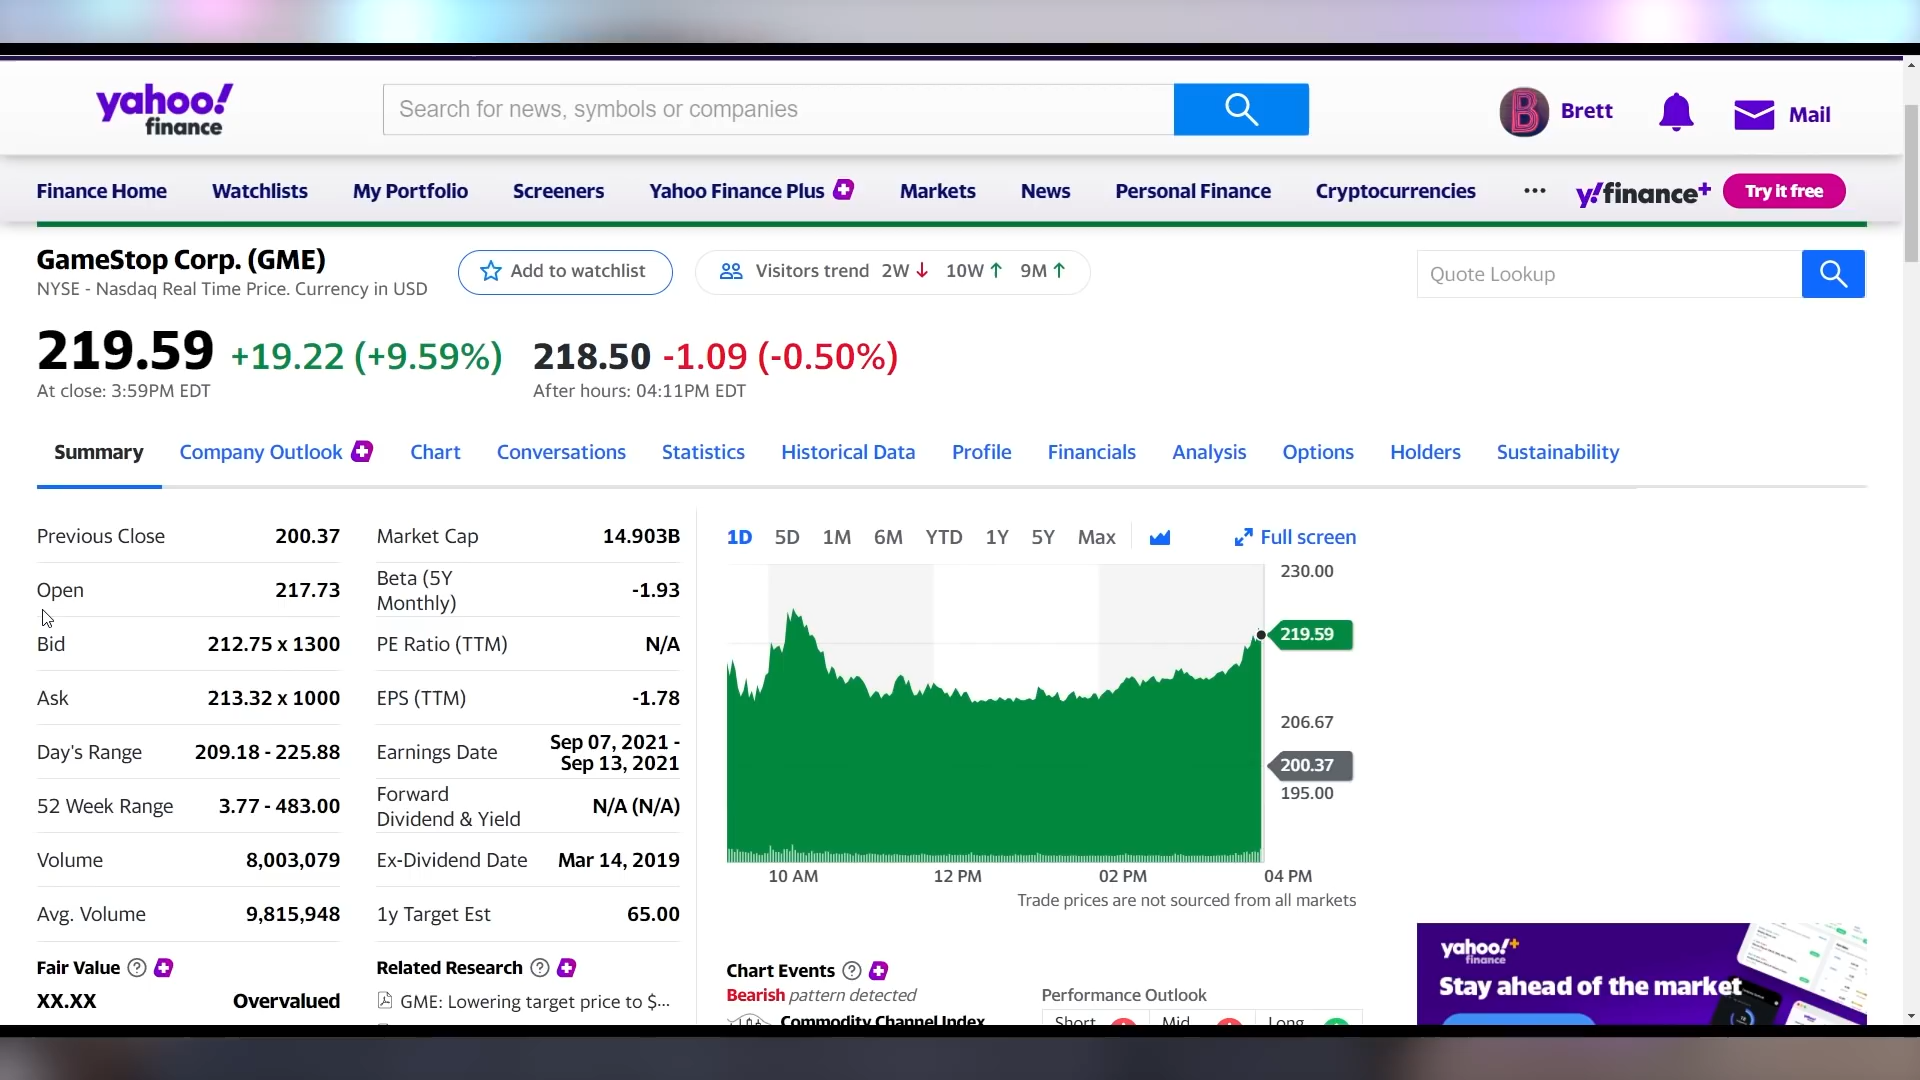 yahoo!
finance
Search for news, symbols or companies
B
Brett
Mail
Finance Home Watchlists My Portfolio Screeners Yahoo Finance Plus Markets News Personal Finance Cryptocurrencies ··· y!finance+ Try it free
GameStop Corp. (GME)
NYSE - Nasdaq Real Time Price. Currency in USD
Add to watchlist
Visitors trend 2W ↓ 10W ↑ 9M ↑
Quote Lookup
219.59 +19.22 (+9.59%) 218.50 -1.09 (-0.50%)
At close: 3:59PM EDT After hours: 04:11PM EDT
Summary Company Outlook Chart Conversations Statistics Historical Data Profile Financials Analysis Options Holders Sustainability
Previous Close 200.37
Open 217.73
Bid 212.75 x 1300
Ask 213.32 x 1000
Day's Range 209.18 - 225.88
52 Week Range 3.77 - 483.00
Volume 8,003,079
Avg. Volume 9,815,948
Market Cap 14.903B
Beta (5Y
Monthly) -1.93
PE Ratio (TTM) N/A
EPS (TTM) -1.78
Earnings Date Sep 07, 2021 -
Sep 13, 2021
Forward
Dividend & Yield N/A (N/A)
Ex-Dividend Date Mar 14, 2019
1y Target Est 65.00
1D 5D 1M 6M YTD 1Y 5Y Max Full screen
230.00
219.59
206.67
200.37
195.00
10 AM 12 PM 02 PM 04 PM
Trade prices are not sourced from all markets
Fair Value ?
XX.XX Overvalued
Related Research ?
GME: Lowering target price to $...
Chart Events ?
Bearish pattern detected
Commodity Channel Index
Performance Outlook
Short Mid Long
yahoo!+
finance
Stay ahead of the market